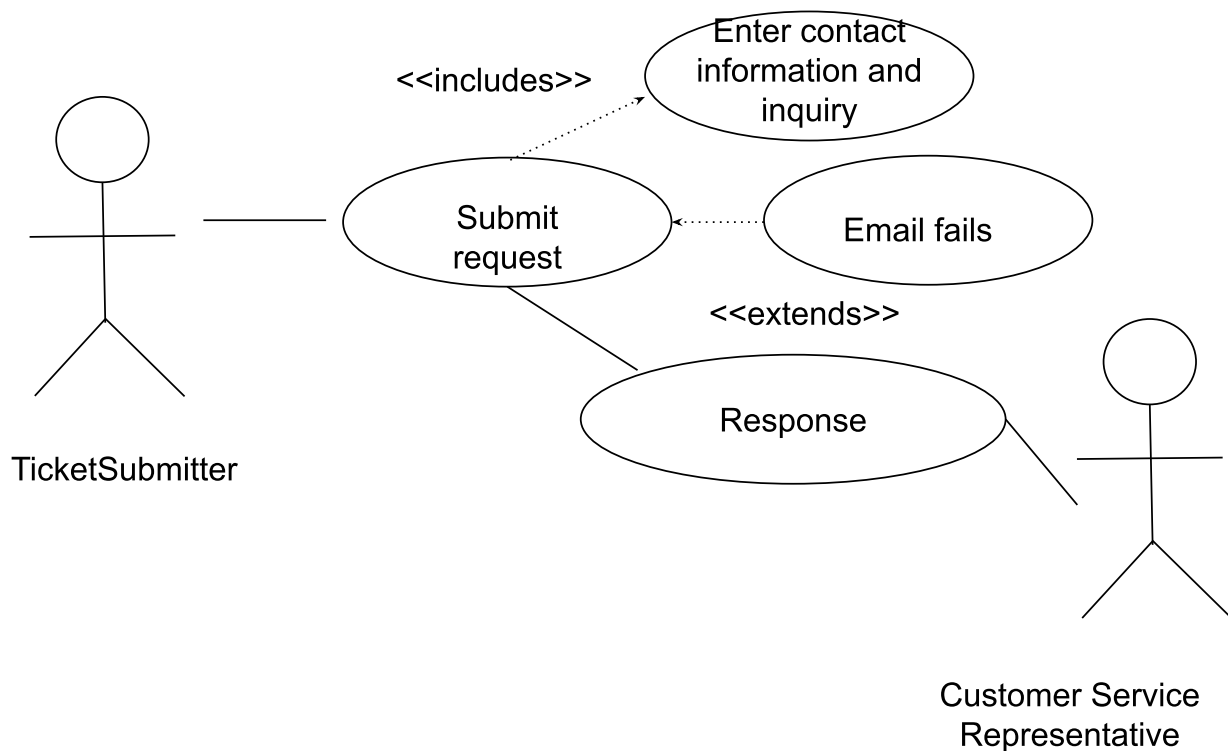 Enter contact
information and
inquiry
<<includes>>
Submit
request
Email fails
<<extends>>
Response
TicketSubmitter
Customer Service
Representative